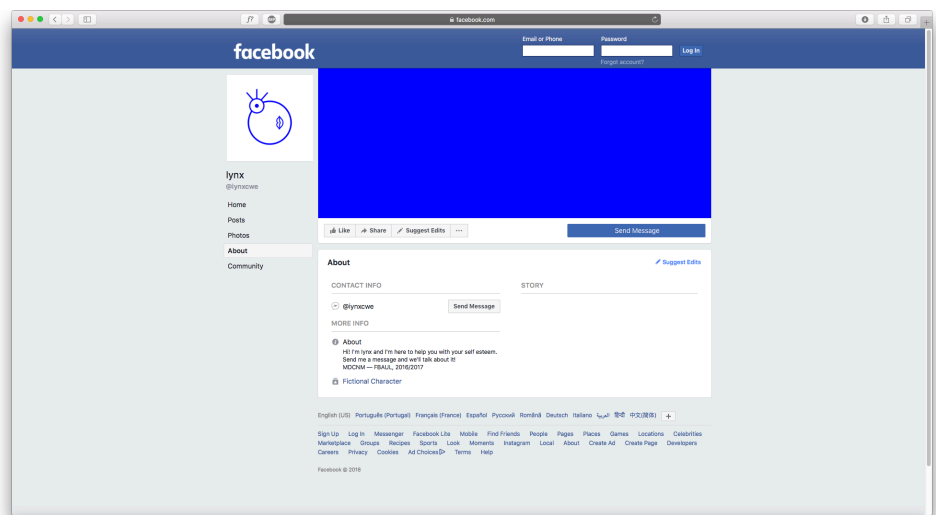 facebook.com
facebook
Email or Phone
Password
Log In
Forgot account?
lynx
@lynxcwe
Home
Posts
Photos
About
Community
Like
Share
Suggest Edits
Send Message
About
Suggest Edits
CONTACT INFO
STORY
@lynxcwe
Send Message
MORE INFO
About
Hi! I'm lynx and I'm here to help you with your self esteem.
Send me a message and we'll talk about it!
MDCNM — FBAUL, 2016/2017
Fictional Character
English (US) Português (Portugal) Français (France) Español Русский Română Deutsch Italiano العربية हिन्दी 中文(简体)
Sign Up Log In Messenger Facebook Lite Mobile Find Friends People Pages Places Games Locations Celebrities
Marketplace Groups Recipes Sports Look Moments Instagram Local About Create Ad Create Page Developers
Careers Privacy Cookies Ad Choices Terms Help
Facebook © 2018